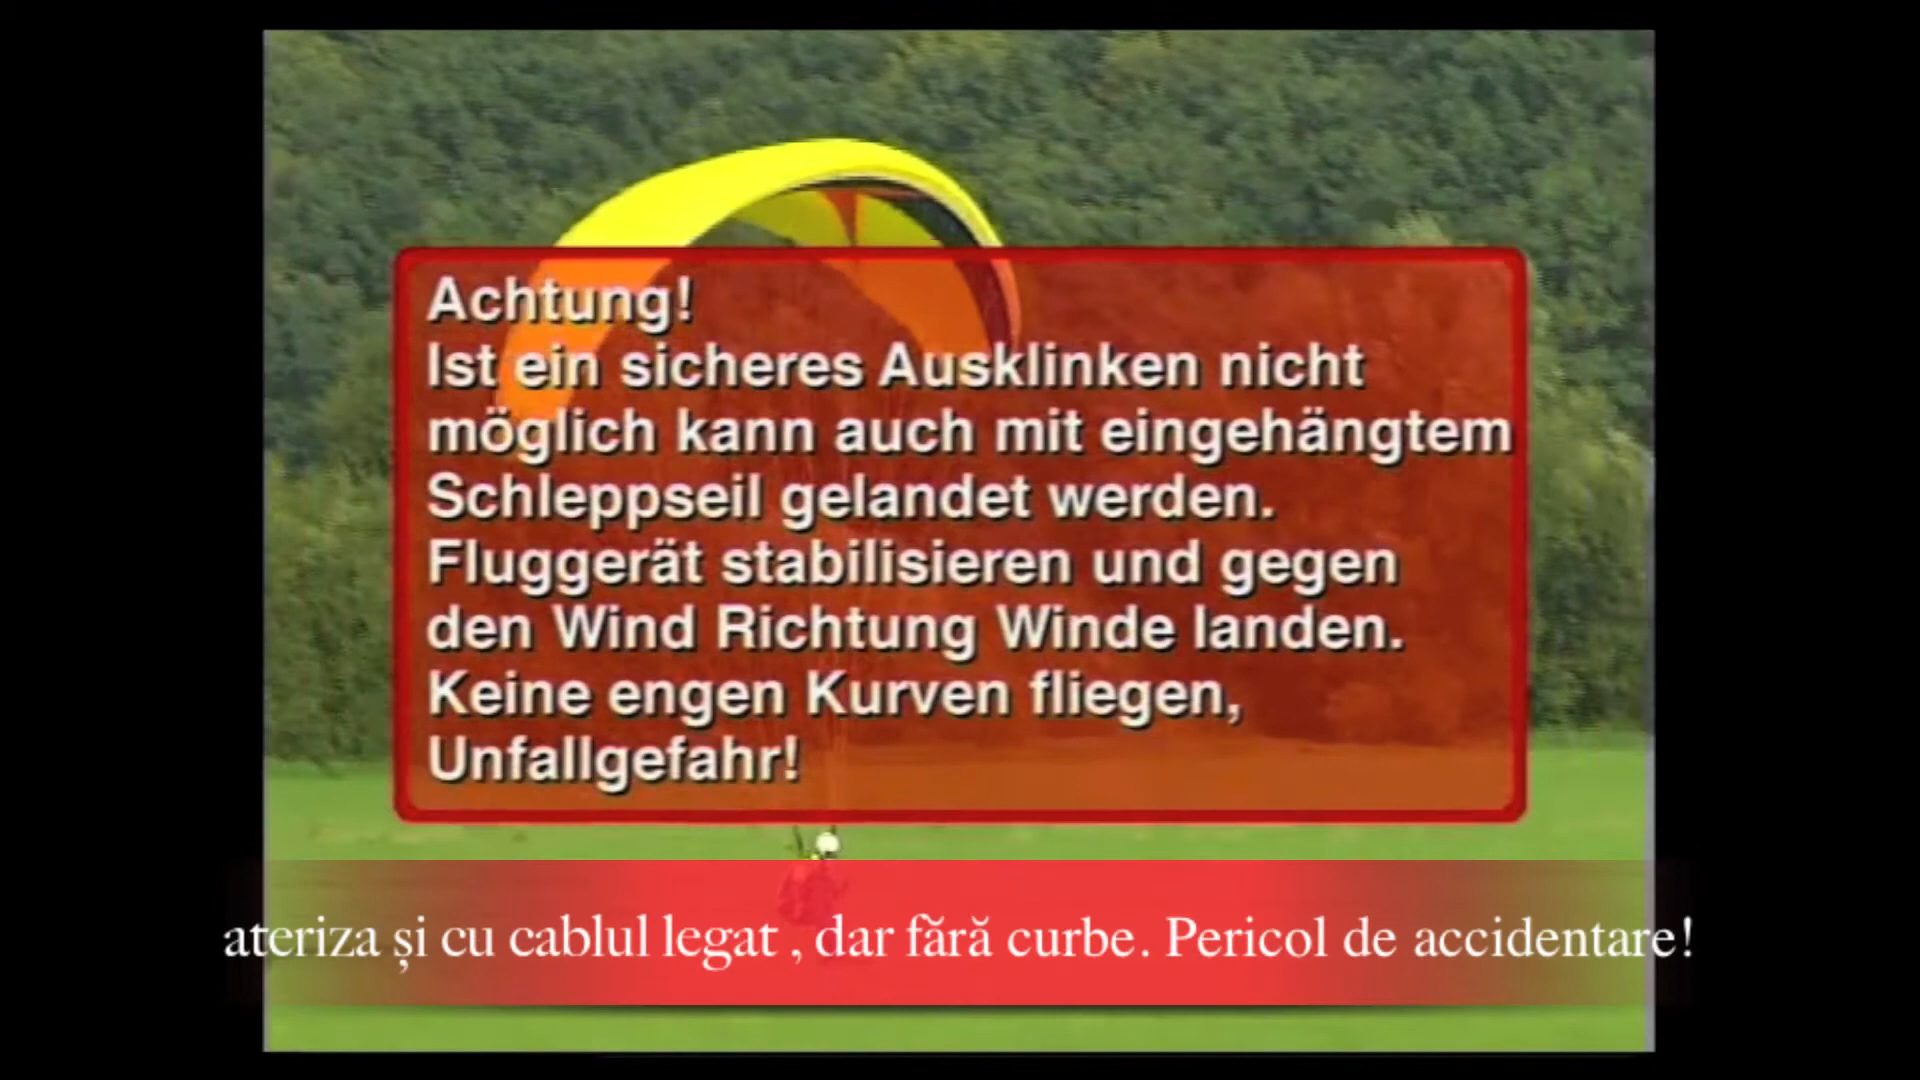 Achtung!
Ist ein sicheres Ausklinken nicht
möglich kann auch mit eingehängtem
Schleppseil gelandet werden.
Fluggerät stabilisieren und gegen
den Wind Richtung Winde landen.
Keine engen Kurven fliegen,
Unfallgefahr!
ateriza și cu cablul legat , dar fără curbe. Pericol de accidentare!